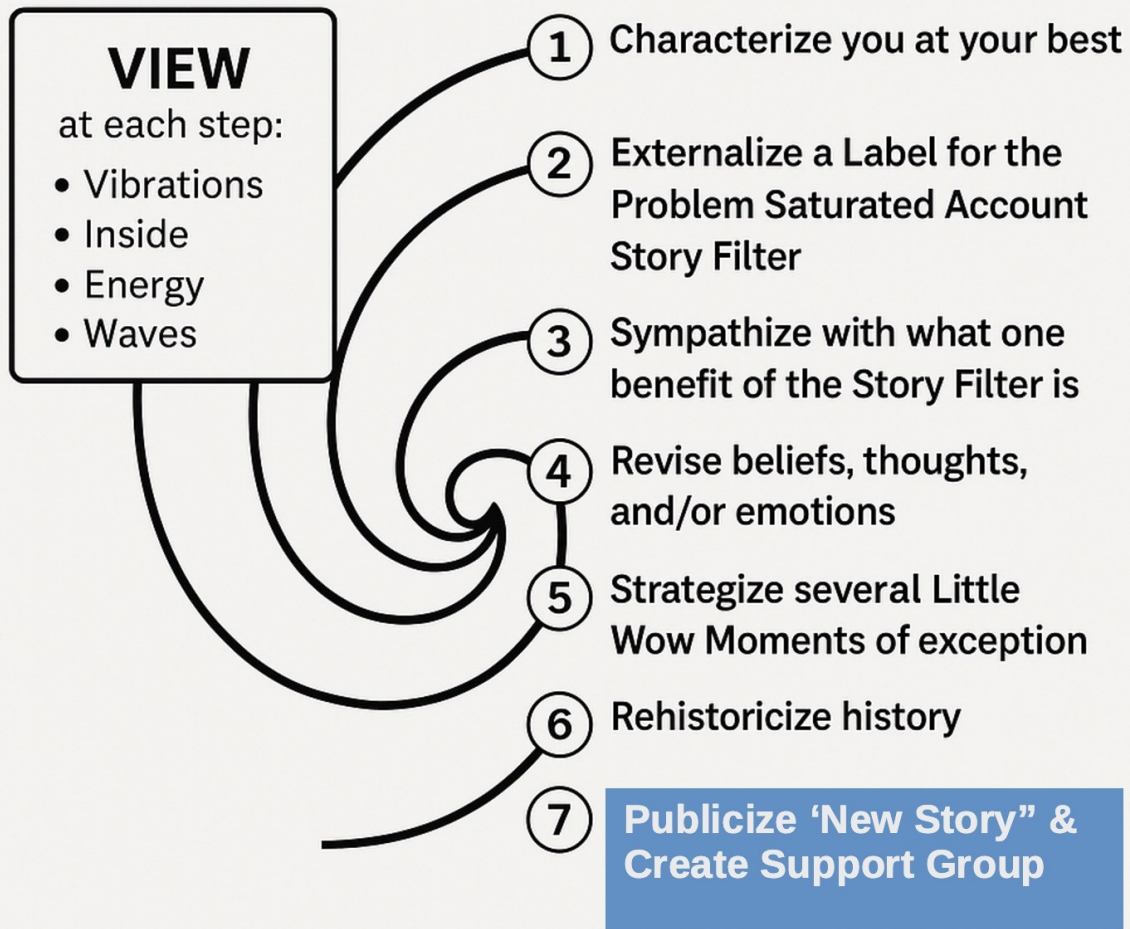 VIEW
at each step:
• Vibrations
• Inside
• Energy
• Waves
1 Characterize you at your best
2 Externalize a Label for the
Problem Saturated Account
Story Filter
3 Sympathize with what one
benefit of the Story Filter is
4 Revise beliefs, thoughts,
and/or emotions
5 Strategize several Little
Wow Moments of exception
6 Rehistoricize history
7 Publicize ‘New Story” &
Create Support Group